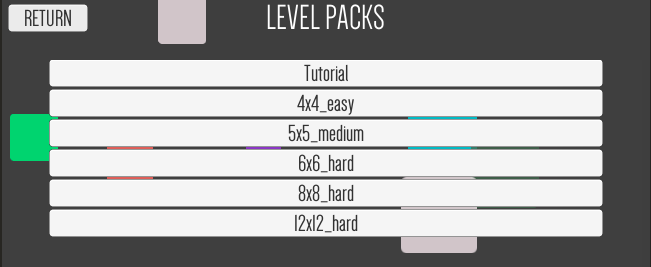 RETURN
LEVEL PACKS
Tutorial
4x4_easy
5x5_medium
6x6_hard
8x8_hard
12x12_hard